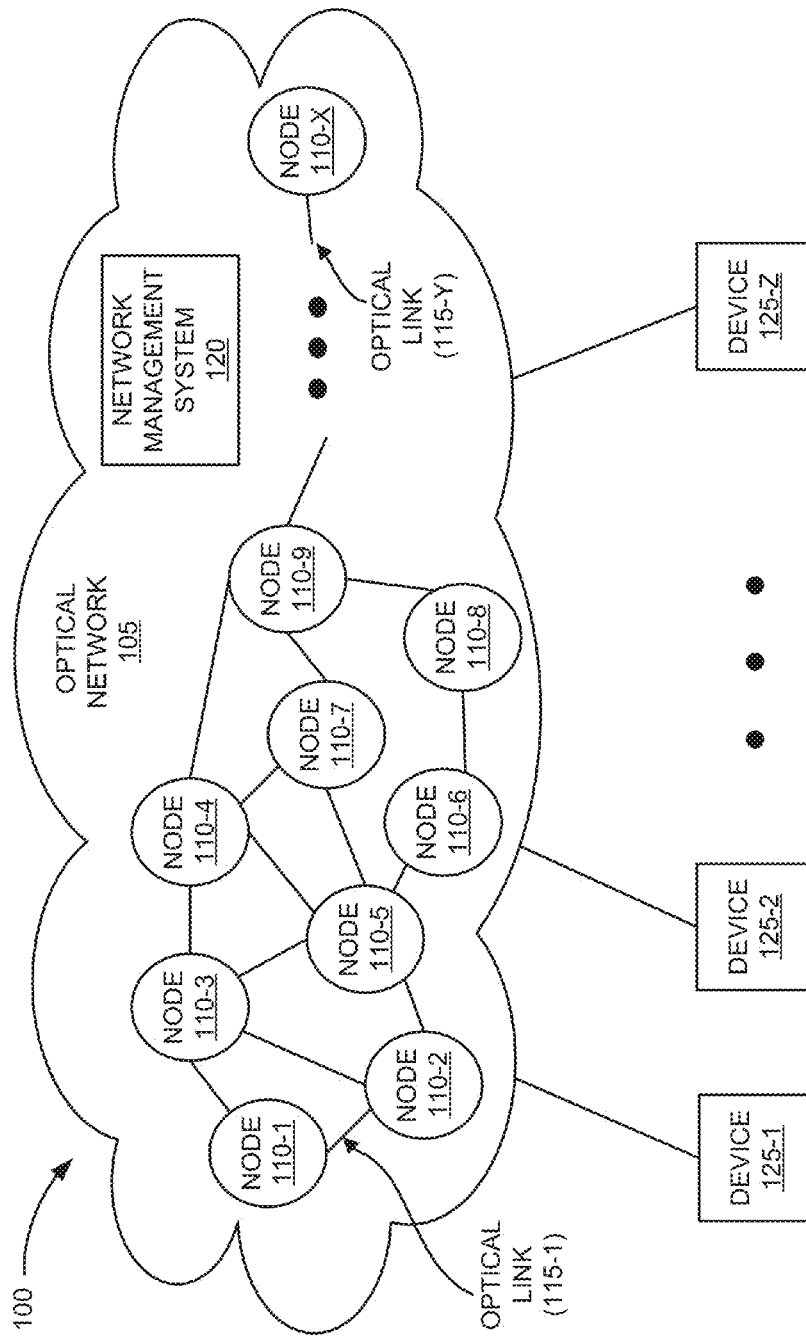 100
OPTICAL
NETWORK
105
NETWORK
MANAGEMENT
SYSTEM
120
NODE
110-1
NODE
110-3
NODE
110-4
NODE
110-9
NODE
110-X
NODE
110-2
NODE
110-5
NODE
110-7
NODE
110-6
NODE
110-8
OPTICAL
LINK
(115-1)
OPTICAL
LINK
(115-Y)
DEVICE
125-1
DEVICE
125-2
DEVICE
125-Z